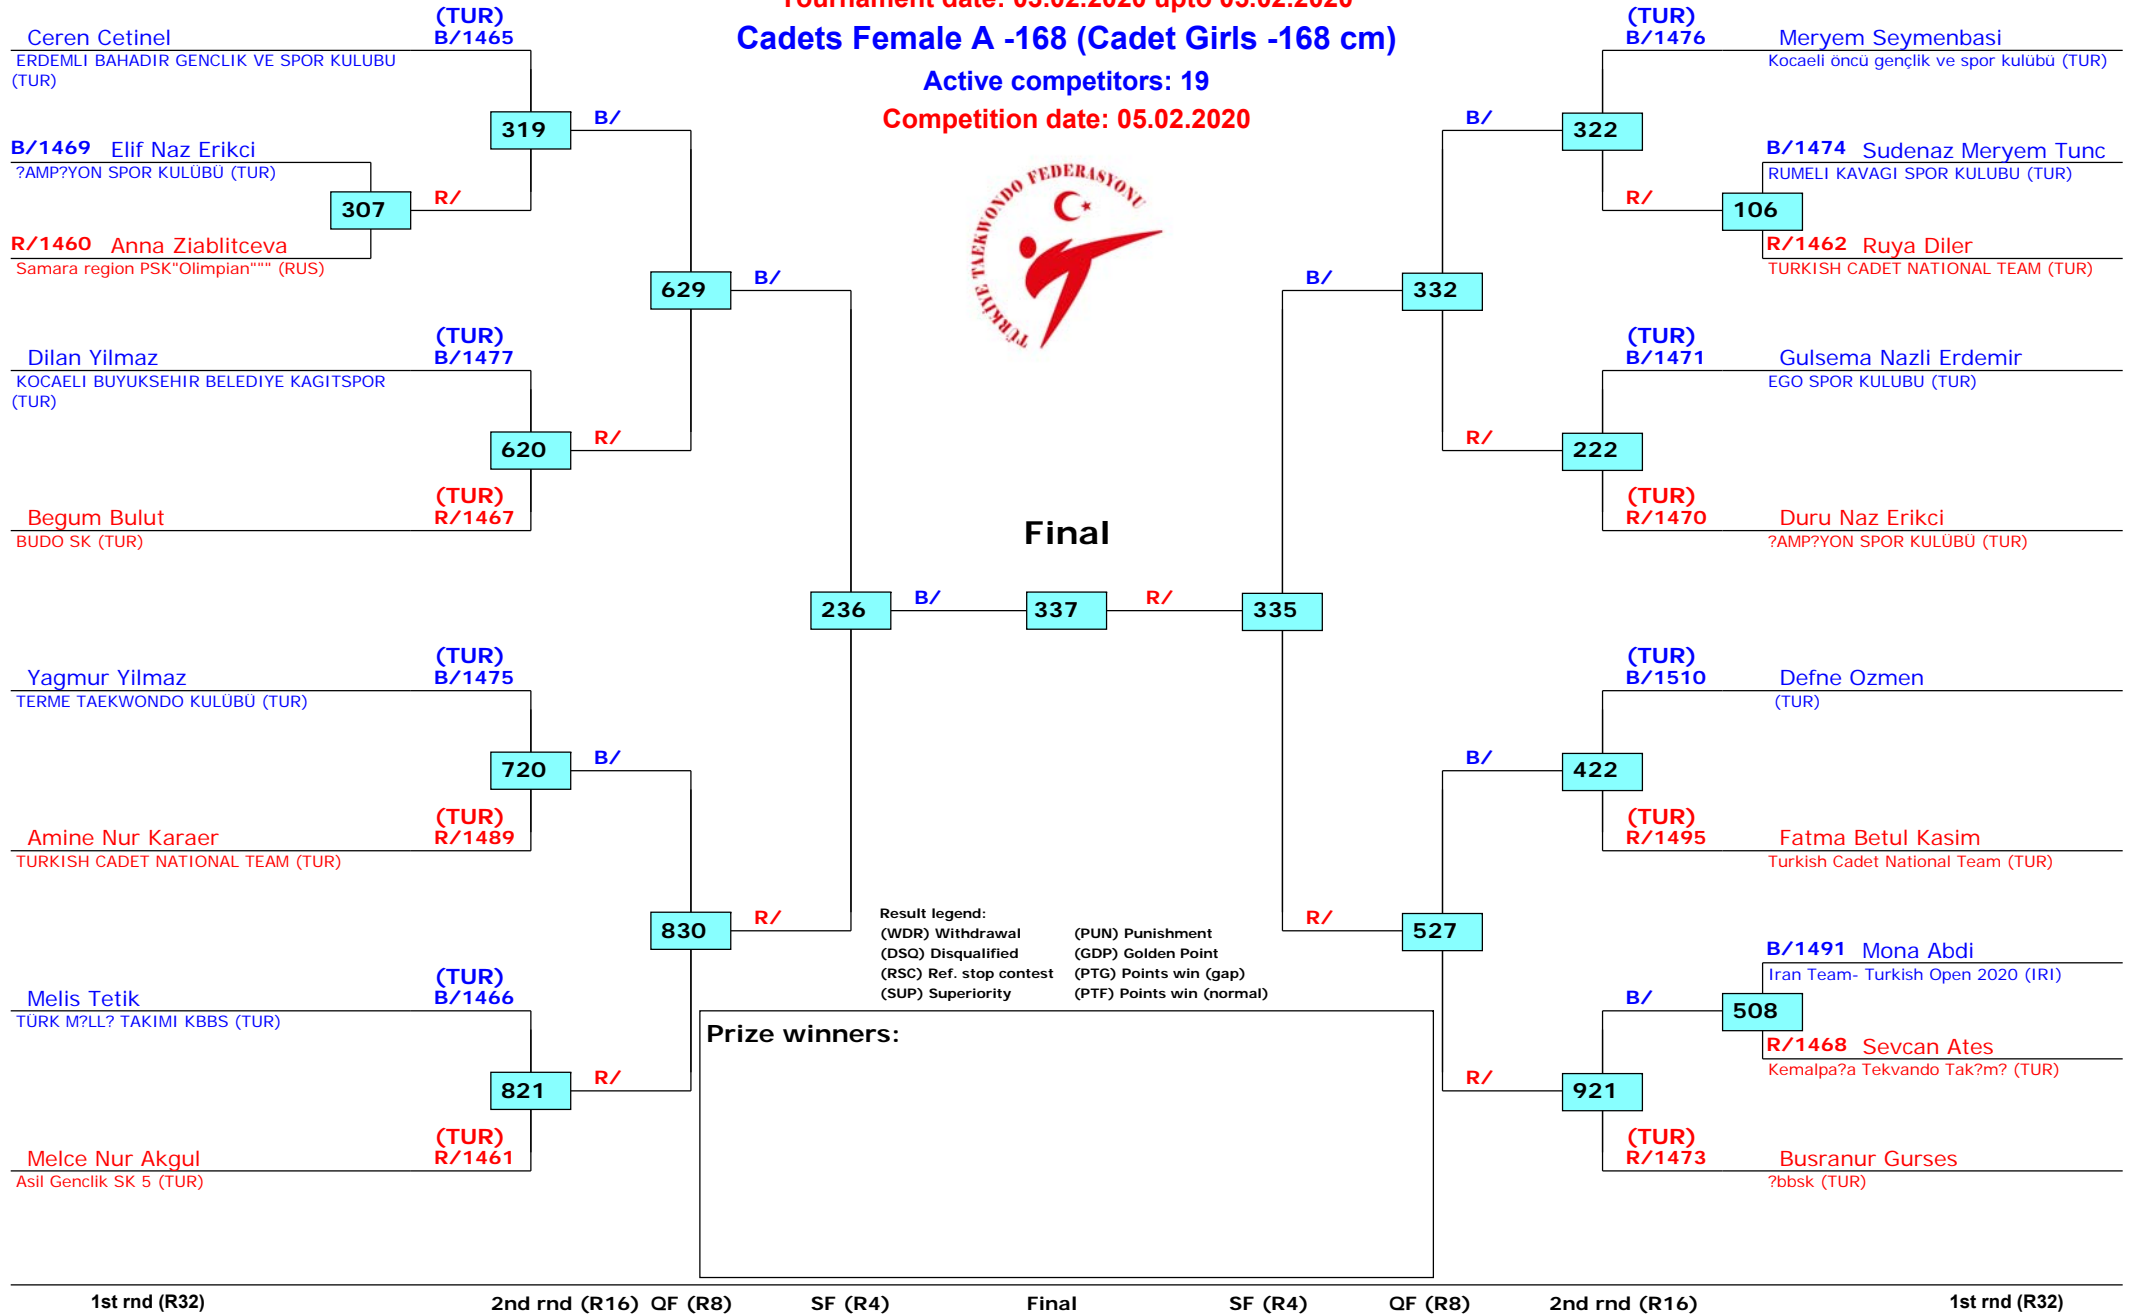 Tournament date: 03.02.2020 upto 05.02.2020
Cadets Female A -168 (Cadet Girls -168 cm)
Active competitors: 19
Competition date: 05.02.2020
TÜRKİYE TAEKWONDO FEDERASYONU
Ceren Cetinel
(TUR)
B/1465
ERDEMLI BAHADIR GENCLIK VE SPOR KULUBU
(TUR)
319
B/
B/1469 Elif Naz Erikci
?AMP?YON SPOR KULÜBÜ (TUR)
307
R/
R/1460 Anna Ziablitceva
Samara region PSK"Olimpian""" (RUS)
629
B/
Dilan Yilmaz
(TUR)
B/1477
KOCAELI BUYUKSEHIR BELEDIYE KAGITSPOR
(TUR)
620
R/
Begum Bulut
(TUR)
R/1467
BUDO SK (TUR)
236
B/
Yagmur Yilmaz
(TUR)
B/1475
TERME TAEKWONDO KULÜBÜ (TUR)
720
B/
Amine Nur Karaer
(TUR)
R/1489
TURKISH CADET NATIONAL TEAM (TUR)
830
R/
Melis Tetik
(TUR)
B/1466
TÜRK M?LL? TAKIMI KBBS (TUR)
821
R/
Melce Nur Akgul
(TUR)
R/1461
Asil Genclik SK 5 (TUR)
Final
337
R/
335
(TUR)
B/1476
Meryem Seymenbasi
Kocaeli öncü gençlik ve spor kulübü (TUR)
B/
322
B/1474 Sudenaz Meryem Tunc
RUMELI KAVAGI SPOR KULUBU (TUR)
R/
106
R/1462 Ruya Diler
TURKISH CADET NATIONAL TEAM (TUR)
B/
332
(TUR)
B/1471
Gulsema Nazli Erdemir
EGO SPOR KULUBU (TUR)
R/
222
(TUR)
R/1470
Duru Naz Erikci
?AMP?YON SPOR KULÜBÜ (TUR)
(TUR)
B/1510
Defne Ozmen
(TUR)
B/
422
(TUR)
R/1495
Fatma Betul Kasim
Turkish Cadet National Team (TUR)
R/
527
B/1491 Mona Abdi
Iran Team- Turkish Open 2020 (IRI)
B/
508
R/1468 Sevcan Ates
Kemalpa?a Tekvando Tak?m? (TUR)
R/
921
(TUR)
R/1473
Busranur Gurses
?bbsk (TUR)
Result legend:
(WDR) Withdrawal (PUN) Punishment
(DSQ) Disqualified (GDP) Golden Point
(RSC) Ref. stop contest (PTG) Points win (gap)
(SUP) Superiority (PTF) Points win (normal)
Prize winners:
1st rnd (R32) 2nd rnd (R16) QF (R8) SF (R4) Final SF (R4) QF (R8) 2nd rnd (R16) 1st rnd (R32)